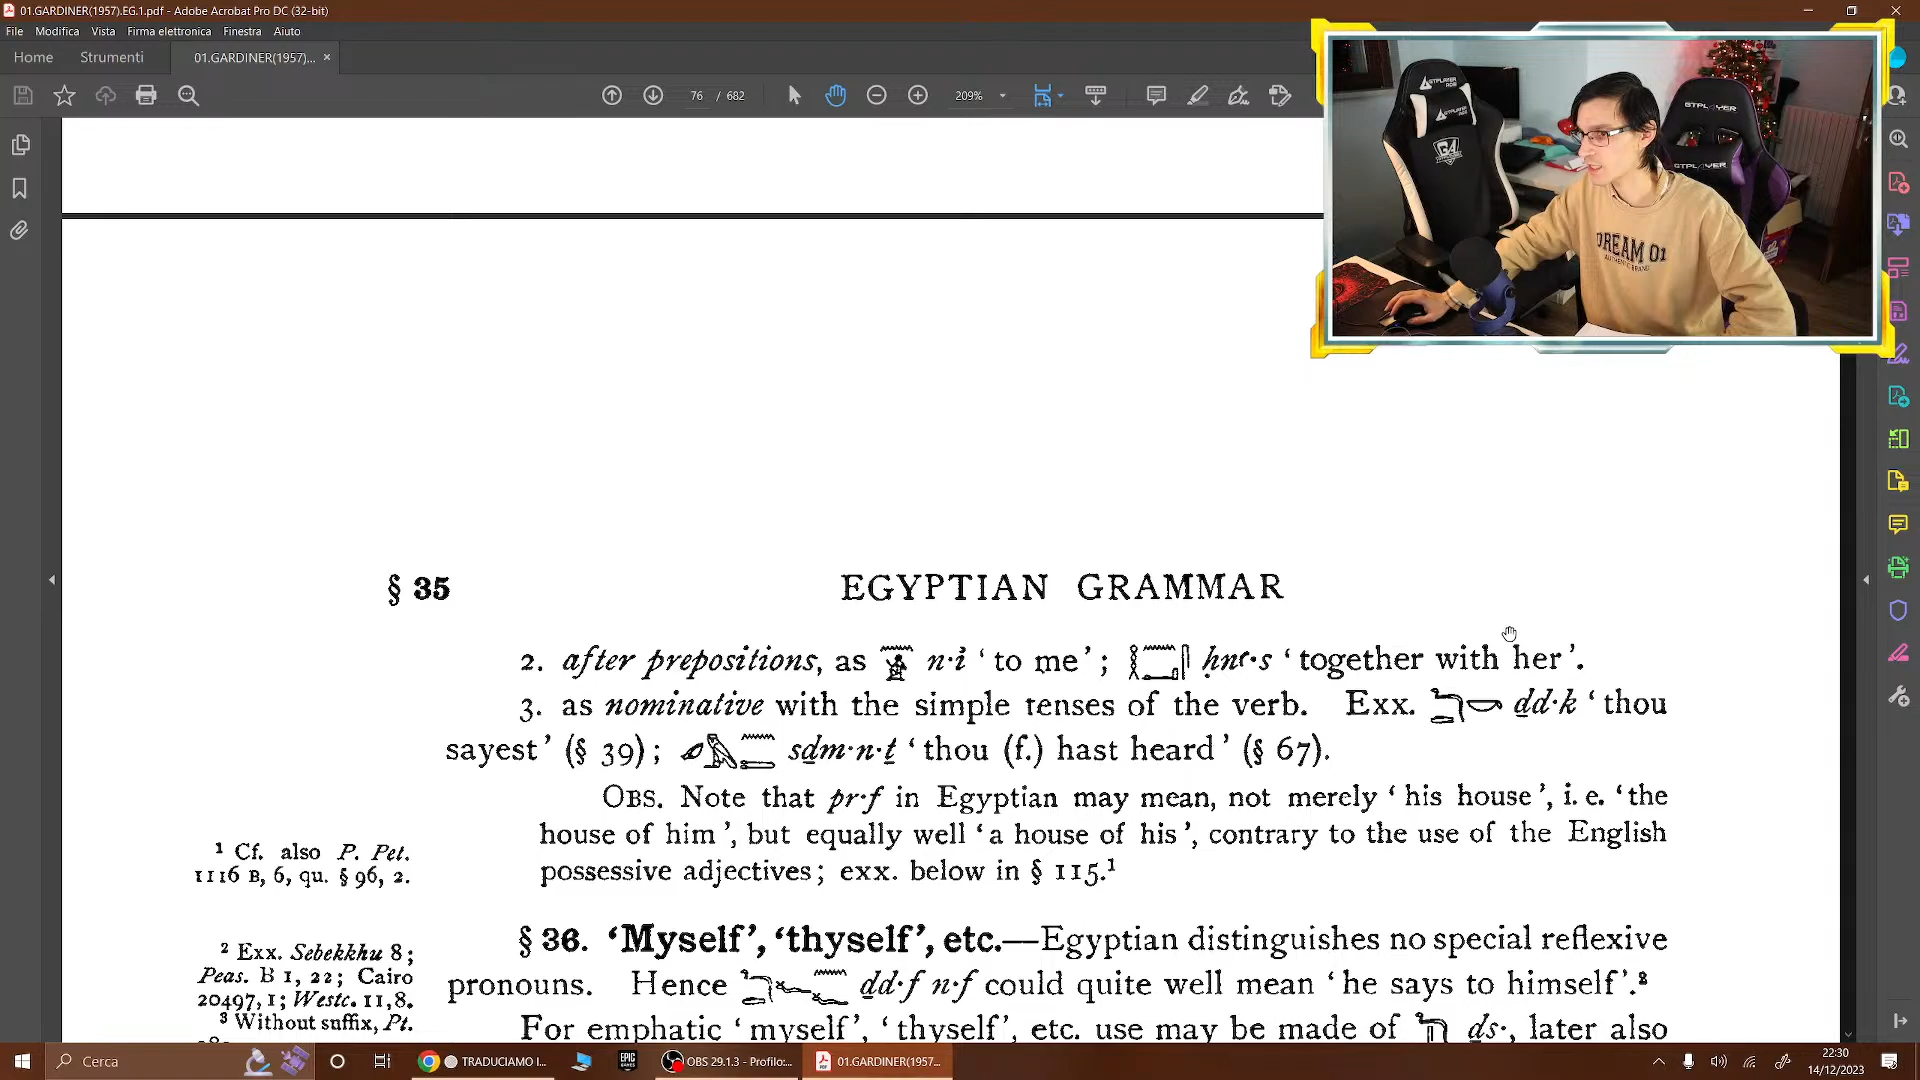 01.GARDINER(1957).EG.1.pdf - Adobe Acrobat Pro DC (32-bit)
File Modifica Vista Firma elettronica Finestra Aiuto
Home Strumenti 01.GARDINER(1957)... ×
76 / 682 209%
GTPLAYER
GTPLAYER
DREAM 01
AUTHENTIC BRAND
§ 35 EGYPTIAN GRAMMAR
2. after prepositions, as n·ỉ ‘to me’; ḥnꜥ·s ‘together with her’.
3. as nominative with the simple tenses of the verb. Exx. ḏd·k ‘thou
sayest’ (§ 39); sḏm·n·ṯ ‘thou (f.) hast heard’ (§ 67).
OBS. Note that pr·f in Egyptian may mean, not merely ‘his house’, i.e. ‘the
house of him’, but equally well ‘a house of his’, contrary to the use of the English
possessive adjectives; exx. below in § 115.¹
¹ Cf. also P. Pet.
1116 B, 6, qu. § 96, 2.
§ 36. ‘Myself’, ‘thyself’, etc.—Egyptian distinguishes no special reflexive
pronouns. Hence ḏd·f n·f could quite well mean ‘he says to himself’.²
For emphatic ‘myself’, ‘thyself’, etc. use may be made of ḏs·, later also
² Exx. Sebekkhu 8;
Peas. B 1, 22; Cairo
20497, 1; Westc. 11, 8.
³ Without suffix, Pt.
Cerca
TRADUCIAMO I...
EPIC GAMES
OBS 29.1.3 - Profilo:...
01.GARDINER(1957...
22:30
14/12/2023